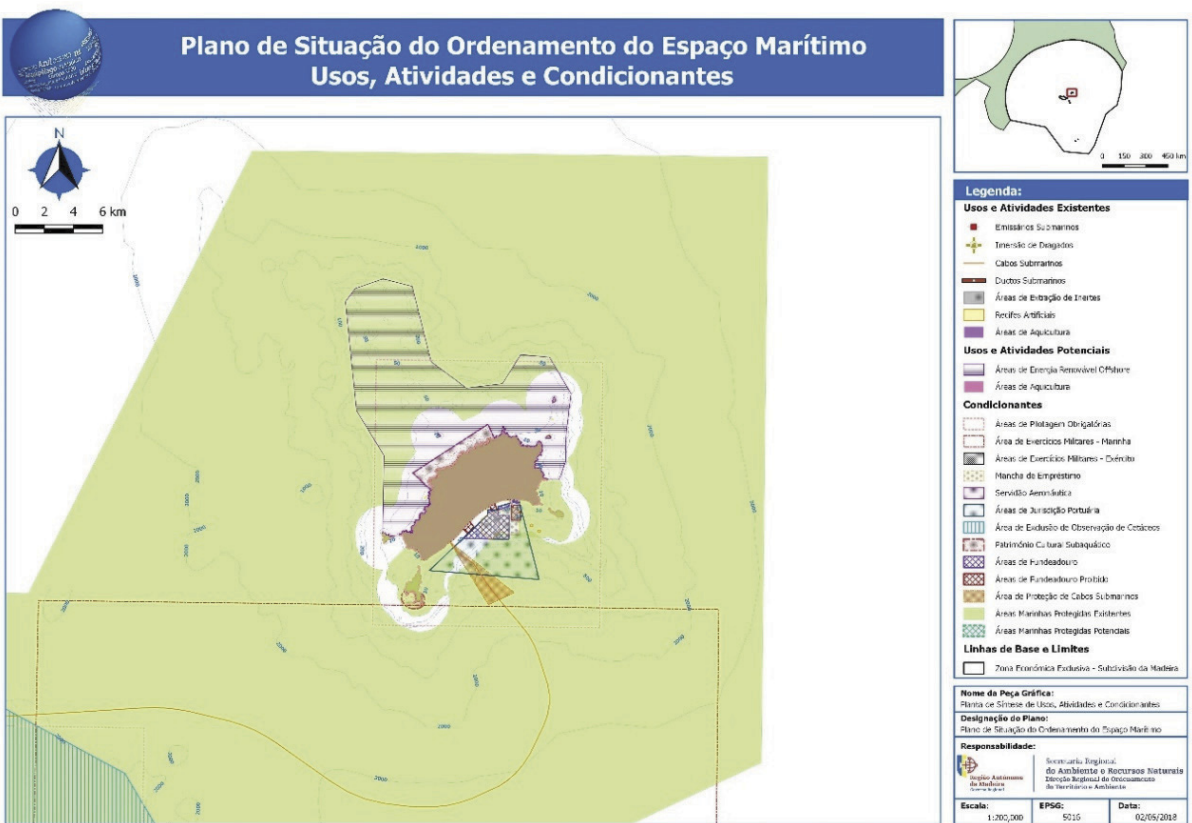 Plano de Situação do Ordenamento do Espaço Marítimo
Usos, Atividades e Condicionantes
N
0 2 4 6 km
0 150 300 450 km
Legenda:
Usos e Atividades Existentes
Emissários Submarinos
Imersão de Dragados
Cabos Submarinos
Ductos Submarinos
Áreas de Extração de Inertes
Recifes Artificiais
Áreas de Aquicultura
Usos e Atividades Potenciais
Áreas de Energia Renovável Offshore
Áreas de Aquicultura
Condicionantes
Áreas de Pilotagem Obrigatórias
Área de Exercícios Militares - Marinha
Áreas de Exercícios Militares - Exército
Mancha de Empréstimo
Servidão Aeronáutica
Áreas de Jurisdição Portuária
Área de Exclusão de Observação de Cetáceos
Património Cultural Subaquático
Áreas de Fundeadouro
Áreas de Fundeadouro Proibido
Área de Proteção de Cabos Submarinos
Áreas Marinhas Protegidas Existentes
Áreas Marinhas Protegidas Potenciais
Linhas de Base e Limites
Zona Económica Exclusiva - Subdivisão da Madeira
Nome da Peça Gráfica:
Planta de Síntese de Usos, Atividades e Condicionantes
Designação do Plano:
Plano de Situação do Ordenamento do Espaço Marítimo
Responsabilidade:
Região Autónoma
da Madeira
Governo Regional
Secretaria Regional
do Ambiente e Recursos Naturais
Direção Regional do Ordenamento
do Território e Ambiente
Escala:
1:200,000
EPSG:
5016
Data:
02/05/2018